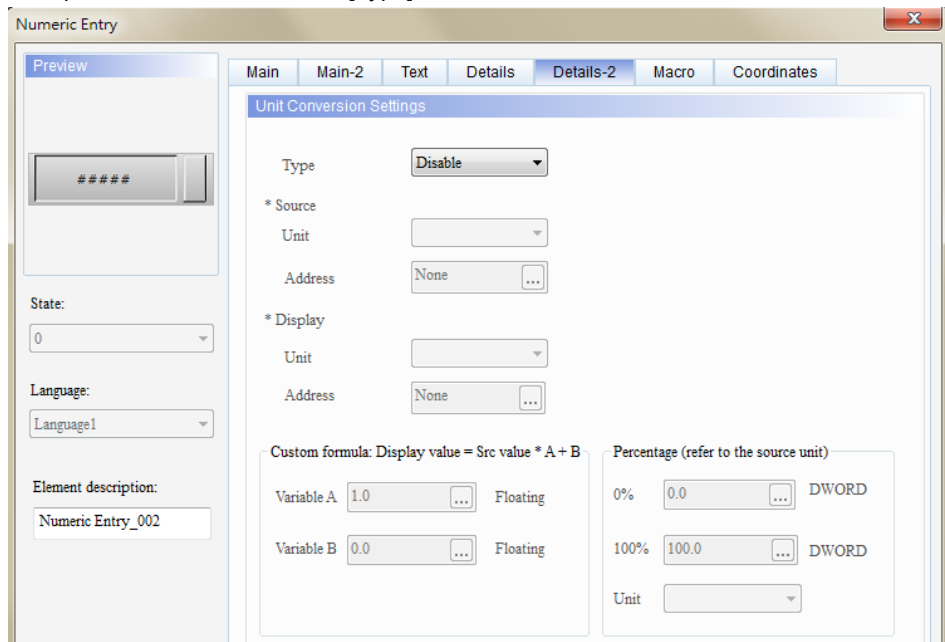 Numeric Entry
Preview
#####
State:
0
Language:
Language1
Element description:
Numeric Entry_002
Main Main-2 Text Details Details-2 Macro Coordinates
Unit Conversion Settings
Type Disable
* Source
Unit
Address None ...
* Display
Unit
Address None ...
Custom formula: Display value = Src value * A + B
Variable A 1.0 ... Floating
Variable B 0.0 ... Floating
Percentage (refer to the source unit)
0% 0.0 ... DWORD
100% 100.0 ... DWORD
Unit